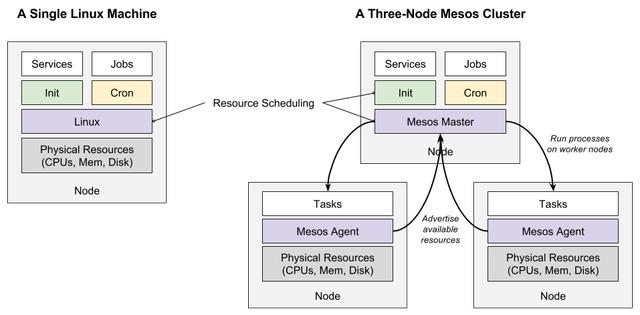 A Single Linux Machine
Services
Jobs
Init
Cron
Linux
Physical Resources
(CPUs, Mem, Disk)
Node
Resource Scheduling
A Three-Node Mesos Cluster
Services
Jobs
Init
Cron
Mesos Master
Node
Run processes
on worker nodes
Tasks
Mesos Agent
Physical Resources
(CPUs, Mem, Disk)
Node
Advertise
available
resources
Tasks
Mesos Agent
Physical Resources
(CPUs, Mem, Disk)
Node